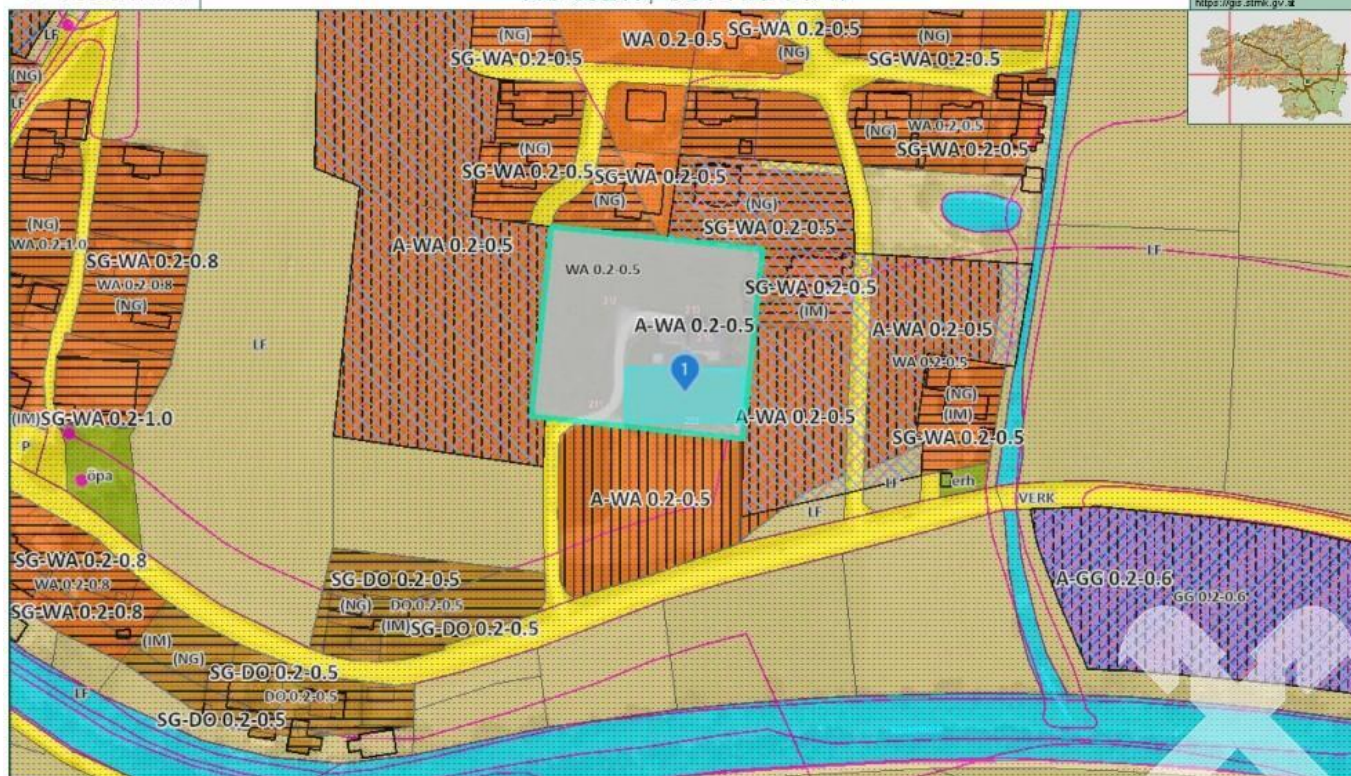 https://gis.stmk.gv.at
LF
(NG)
WA 0.2-0.5
SG-WA 0.2-0.5
SG-WA 0.2-0.5
(NG)
(NG)
SG-WA 0.2-0.5
(NG)
LF
(NG)
WA 0.2-0.5
SG-WA 0.2-0.5
(NG)
SG-WA 0.2-0.5
SG-WA 0.2-0.5
(NG)
(NG)
SG-WA 0.2-0.5
(NG)
WA 0.2-1.0
A-WA 0.2-0.5
LF
SG-WA 0.2-0.8
WA 0.2-0.8
(NG)
WA 0.2-0.5
SG-WA 0.2-0.5
(IM)
A-WA 0.2-0.5
A-WA 0.2-0.5
WA 0.2-0.5
LF
1
(NG)
(IM)
SG-WA 0.2-0.5
(IM)
SG-WA 0.2-1.0
A-WA 0.2-0.5
P
öpa
A-WA 0.2-0.5
LF
erh
VERK
LF
SG-WA 0.2-0.8
WA 0.2-0.8
SG-DO 0.2-0.5
A-GG 0.2-0.6
GG 0.2-0.6
SG-WA 0.2-0.8
(NG)
DO 0.2-0.5
(IM)
SG-DO 0.2-0.5
(IM)
(NG)
SG-DO 0.2-0.5
LF
DO 0.2-0.5
SG-DO 0.2-0.5